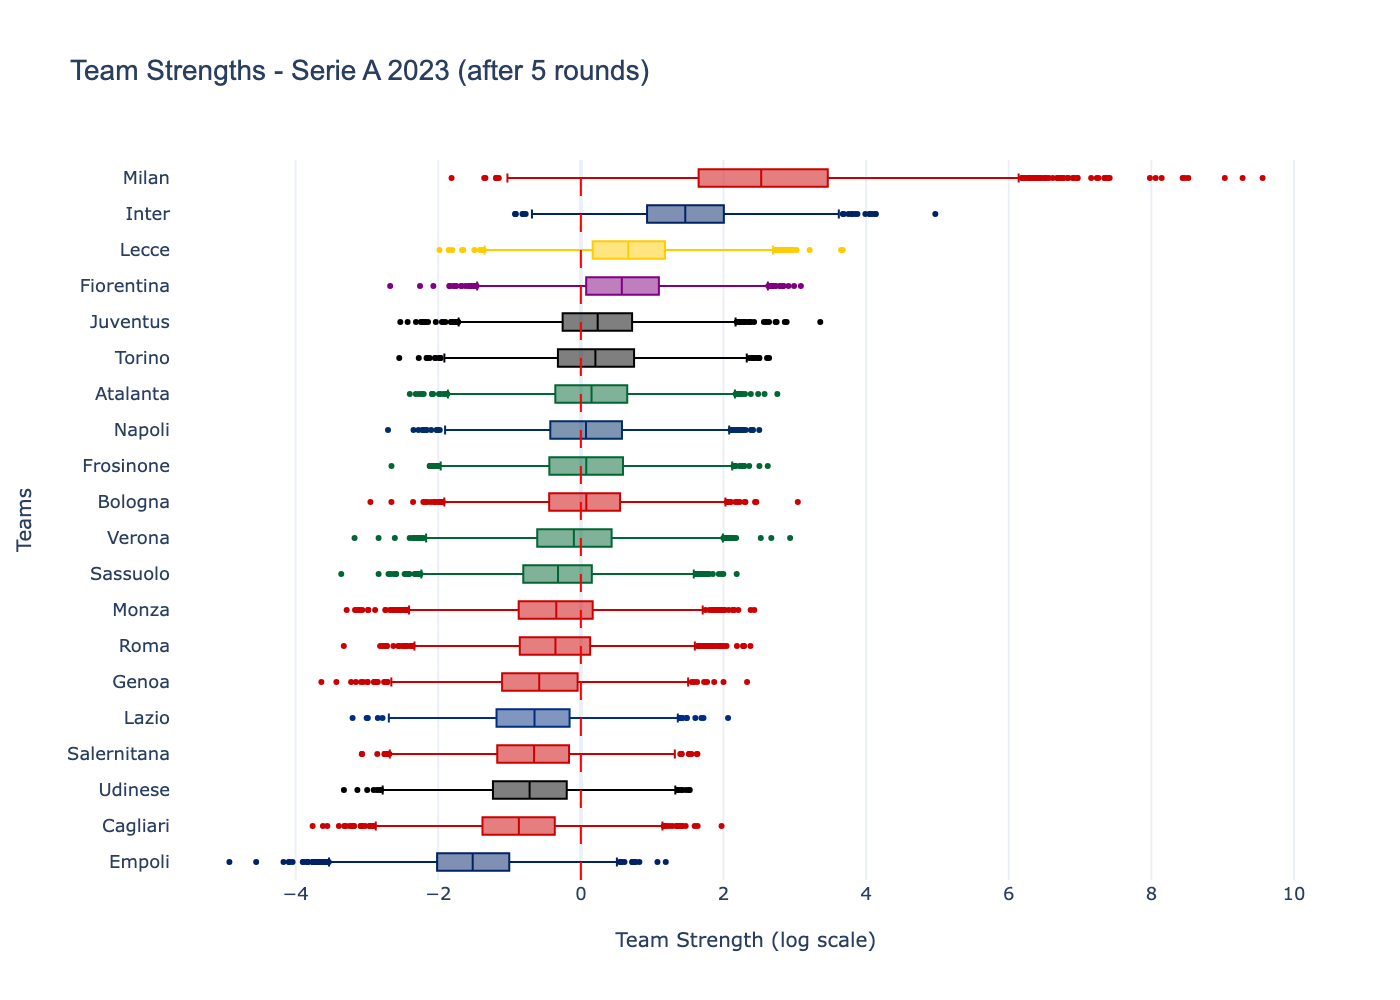 Team Strengths - Serie A 2023 (after 5 rounds)
Milan
Inter
Lecce
Fiorentina
Juventus
Torino
Atalanta
Napoli
Frosinone
Bologna
Verona
Sassuolo
Monza
Roma
Genoa
Lazio
Salernitana
Udinese
Cagliari
Empoli
Teams
−4 −2 0 2 4 6 8 10
Team Strength (log scale)